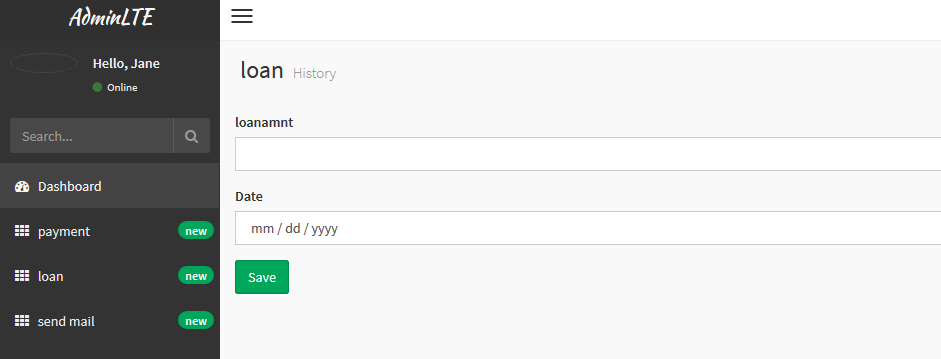 AdminLTE
Hello, Jane
Online
Search...
Dashboard
payment new
loan new
send mail new
loan History
loanamnt
Date
mm / dd / yyyy
Save